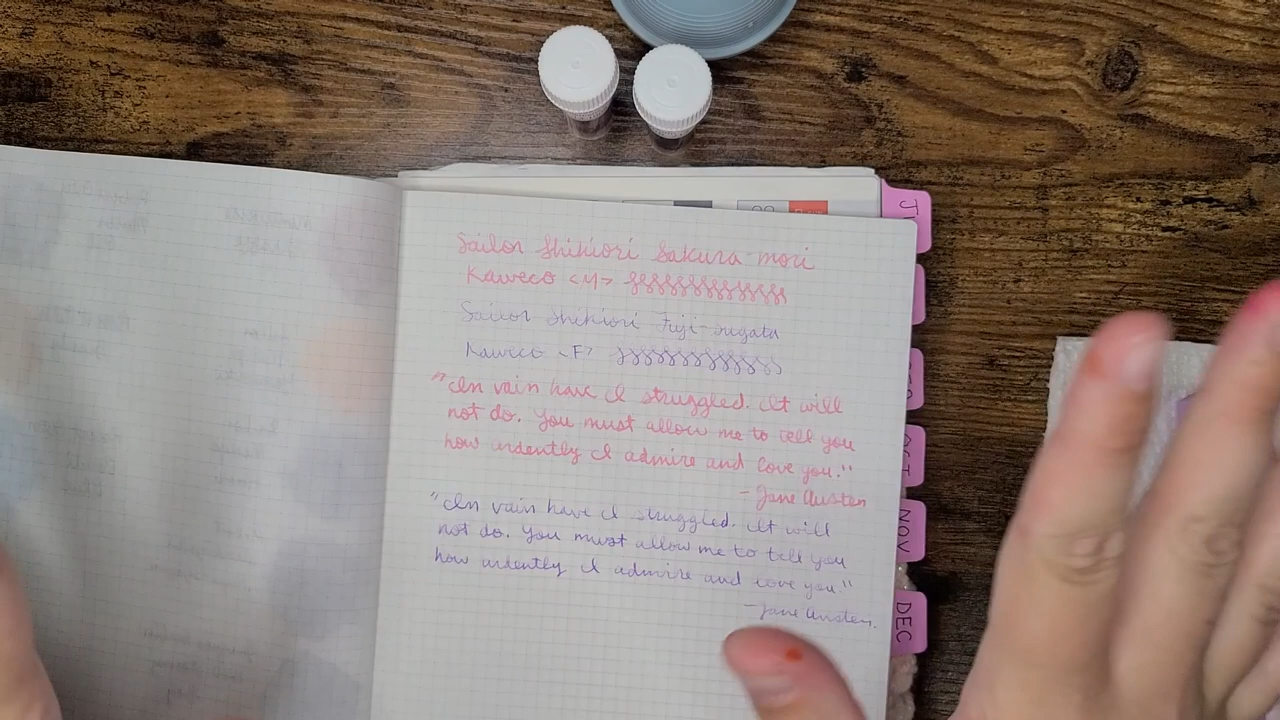 Sailor Shikiori Sakura-mori
Kaweco <M>
Sailor Shikiori Fuji-sugata
Kaweco <F>
"In vain have I struggled. It will
not do. You must allow me to tell you
how ardently I admire and love you."
- Jane Austen
"In vain have I struggled. It will
not do. You must allow me to tell you
how ardently I admire and love you."
- Jane Austen.
OCT
NOV
DEC